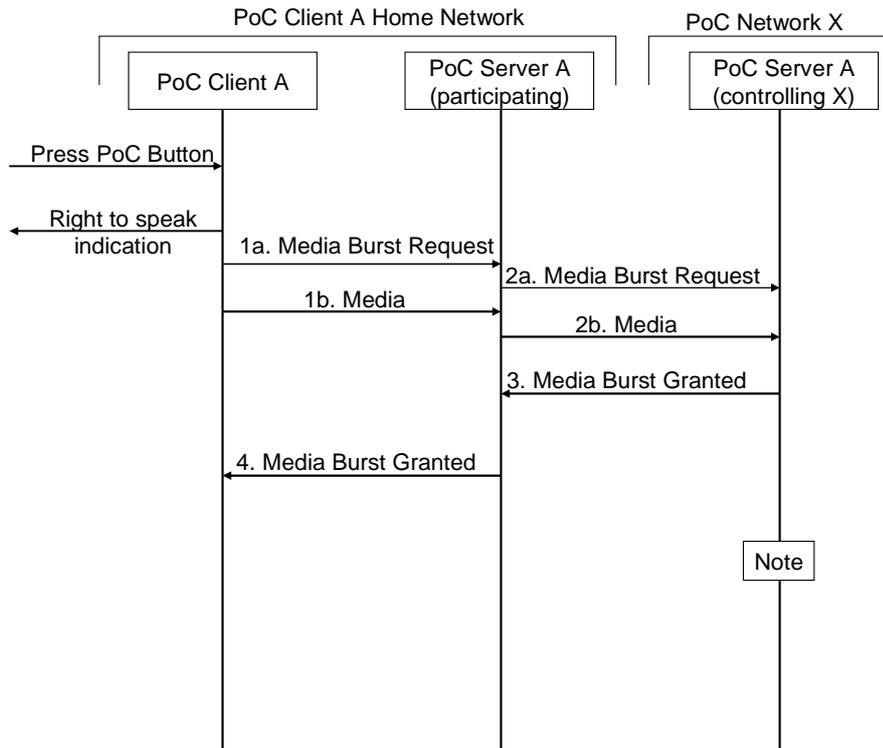 PoC Client A Home Network
PoC Network X
PoC Client A
PoC Server A
(participating)
PoC Server A
(controlling X)
Press PoC Button
Right to speak
indication
1a. Media Burst Request
2a. Media Burst Request
1b. Media
2b. Media
3. Media Burst Granted
4. Media Burst Granted
Note